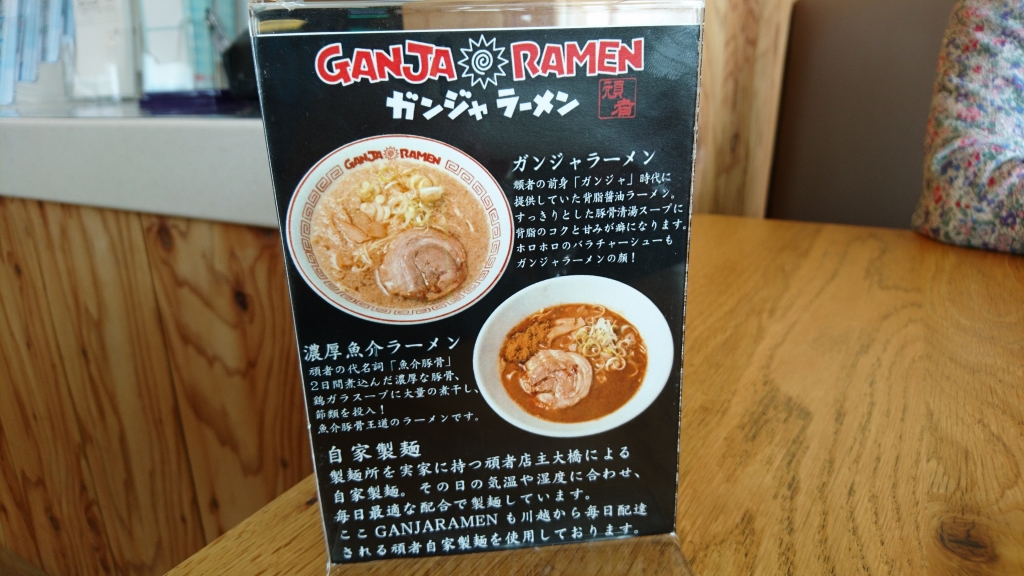 GANJA RAMEN
ガンジャラーメン
頑者
GANJA RAMEN
ガンジャラーメン
頑者の前身「ガンジャ」時代に
提供していた背脂醤油ラーメン。
すっきりとした豚骨清湯スープに
背脂のコクと甘みが癖になります。
ホロホロのバラチャーシューも
ガンジャラーメンの顔!
濃厚魚介ラーメン
頑者の代名詞「魚介豚骨」
2日間煮込んだ濃厚な豚骨、
鶏ガラスープに大量の煮干し、
節類を投入!
魚介豚骨王道のラーメンです。
自家製麺
製麺所を実家に持つ頑者店主大橋による
自家製麺。その日の気温や湿度に合わせ、
毎日最適な配合で製麺しています。
ここ GANJARAMEN も川越から毎日配達
される頑者自家製麺を使用しております。